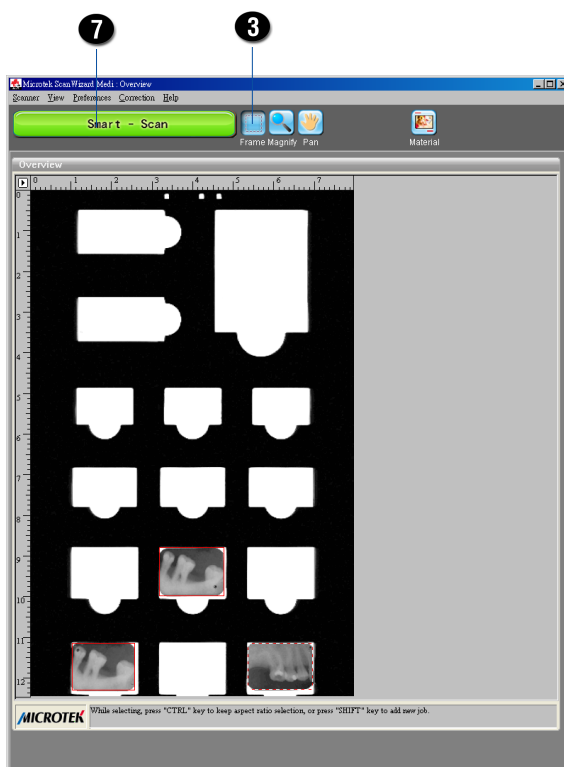 7 3
Microtek ScanWizard Medi : Overview
Scanner View Preferences Correction Help
Smart - Scan
Frame Magnify Pan Material
Overview
0 1 2 3 4 5 6 7
0
1
2
3
4
5
6
7
8
9
10
11
12
MICROTEK While selecting, press "CTRL" key to keep aspect ratio selection, or press "SHIFT" key to add new job.